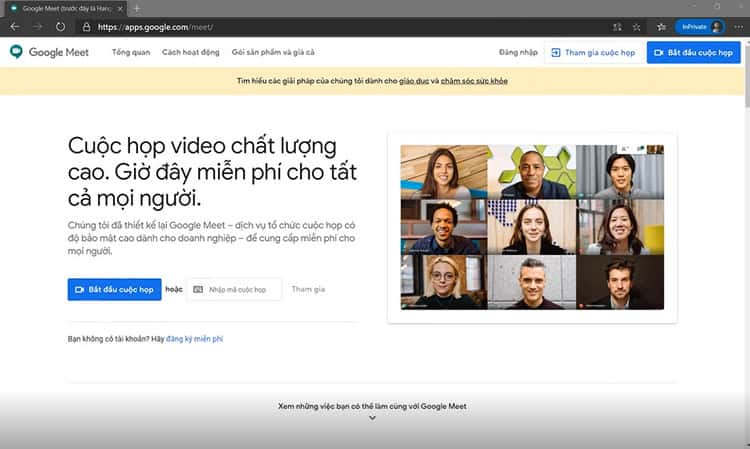 Google Meet (trước đây là Hang
https://apps.google.com/meet/
InPrivate
Google Meet
Tổng quan
Cách hoạt động
Gói sản phẩm và giá cả
Đăng nhập
Tham gia cuộc họp
Bắt đầu cuộc họp
Tìm hiểu các giải pháp của chúng tôi dành cho giáo dục và chăm sóc sức khỏe
Cuộc họp video chất lượng
cao. Giờ đây miễn phí cho tất
cả mọi người.
Chúng tôi đã thiết kế lại Google Meet – dịch vụ tổ chức cuộc họp có
độ bảo mật cao dành cho doanh nghiệp – để cung cấp miễn phí cho
mọi người.
Bắt đầu cuộc họp
hoặc
Nhập mã cuộc họp
Tham gia
Bạn không có tài khoản? Hãy đăng ký miễn phí
Xem những việc bạn có thể làm cùng với Google Meet